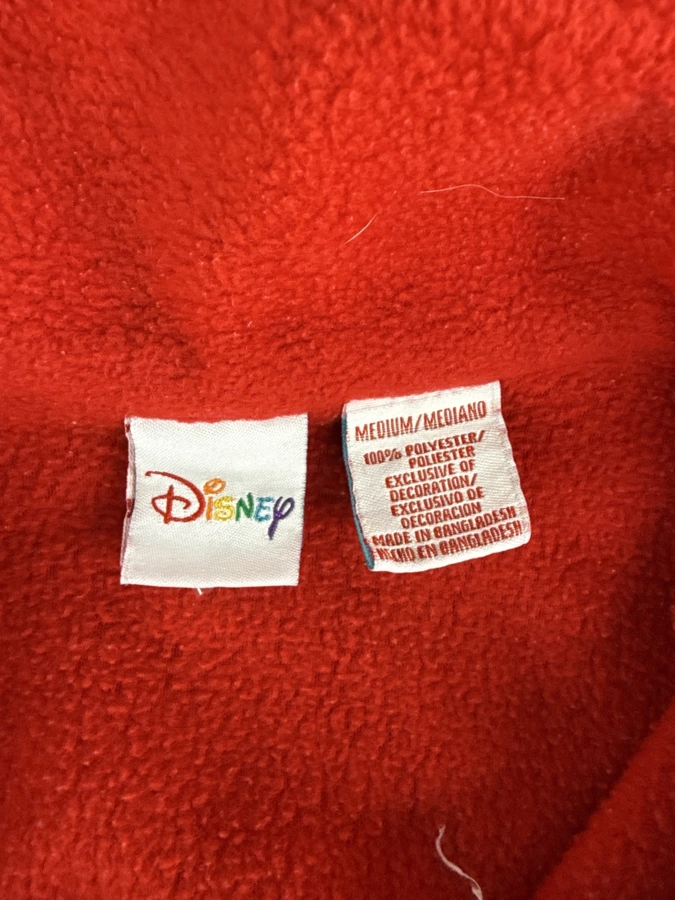 Disney
MEDIUM/MEDIANO
100% POLYESTER/
POLIESTER
EXCLUSIVE OF
DECORATION/
EXCLUSIVO DE
DECORACION
MADE IN BANGLADESH
HECHO EN BANGLADESH